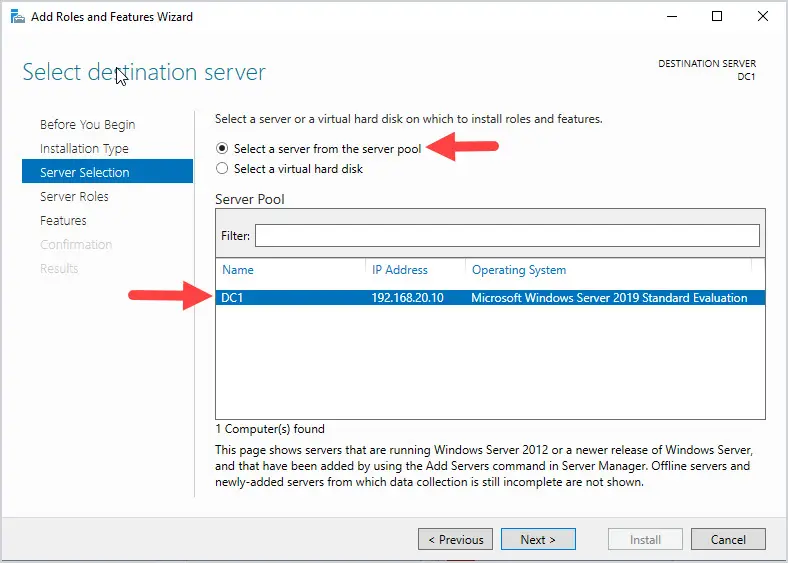 Add Roles and Features Wizard
Select destination server
DESTINATION SERVER
DC1
Before You Begin
Installation Type
Server Selection
Server Roles
Features
Confirmation
Results
Select a server or a virtual hard disk on which to install roles and features.
Select a server from the server pool
Select a virtual hard disk
Server Pool
Filter:
Name IP Address Operating System
DC1 192.168.20.10 Microsoft Windows Server 2019 Standard Evaluation
1 Computer(s) found
This page shows servers that are running Windows Server 2012 or a newer release of Windows Server,
and that have been added by using the Add Servers command in Server Manager. Offline servers and
newly-added servers from which data collection is still incomplete are not shown.
< Previous Next > Install Cancel